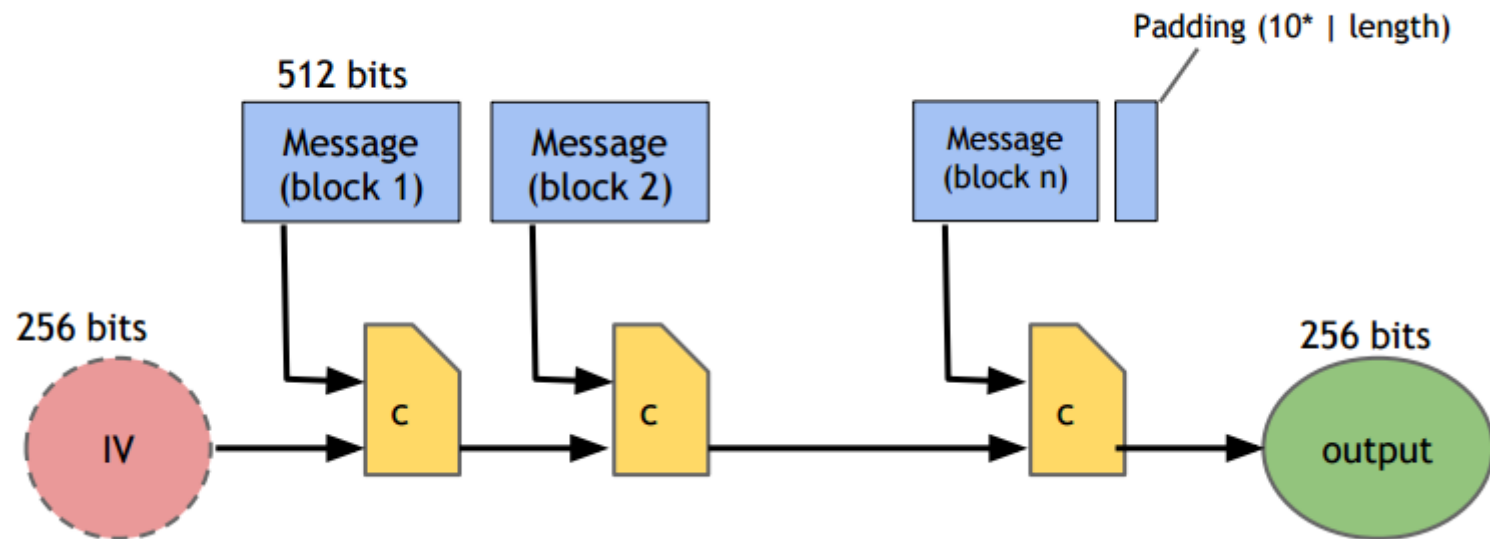 Padding (10* | length)
512 bits
Message
(block 1)
Message
(block 2)
Message
(block n)
256 bits
IV
c
c
c
256 bits
output